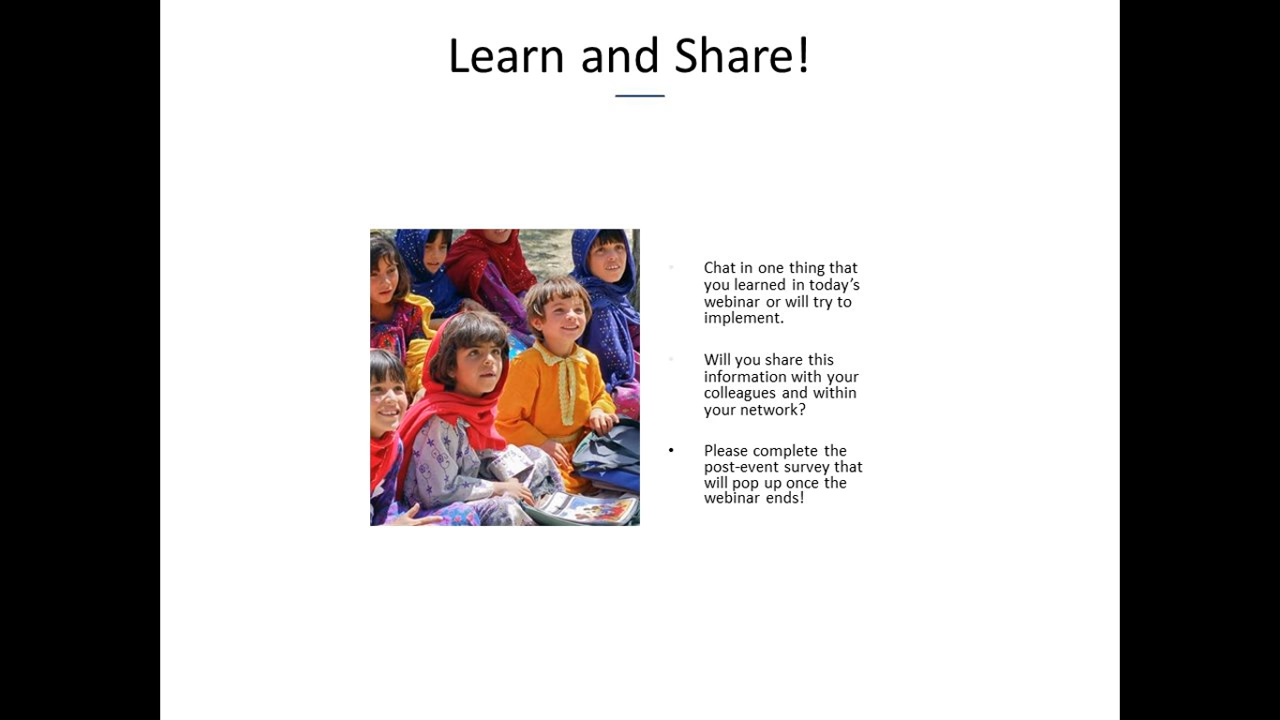 Learn and Share!
Chat in one thing that
you learned in today’s
webinar or will try to
implement.
Will you share this
information with your
colleagues and within
your network?
• Please complete the
post-event survey that
will pop up once the
webinar ends!